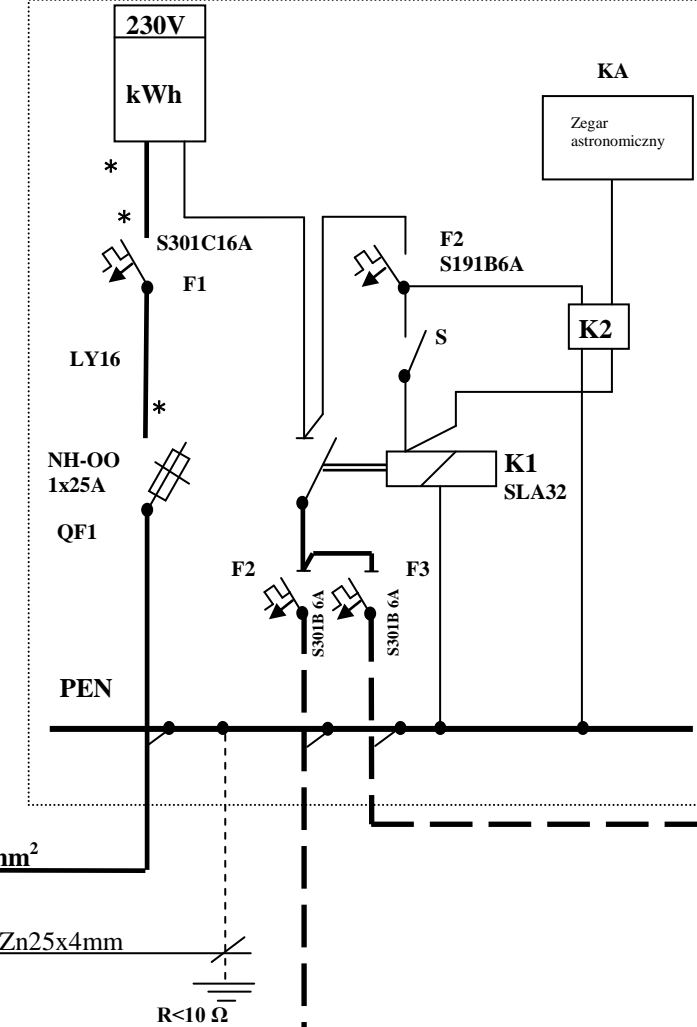 230V
kWh
KA
Zegar
astronomiczny
*
*
S301C16A
F1
F2
S191B6A
K2
LY16
S
*
NH-OO
1x25A
QF1
K1
SLA32
F2
F3
S301B 6A
S301B 6A
PEN
mm²
Zn25x4mm
R<10 Ω